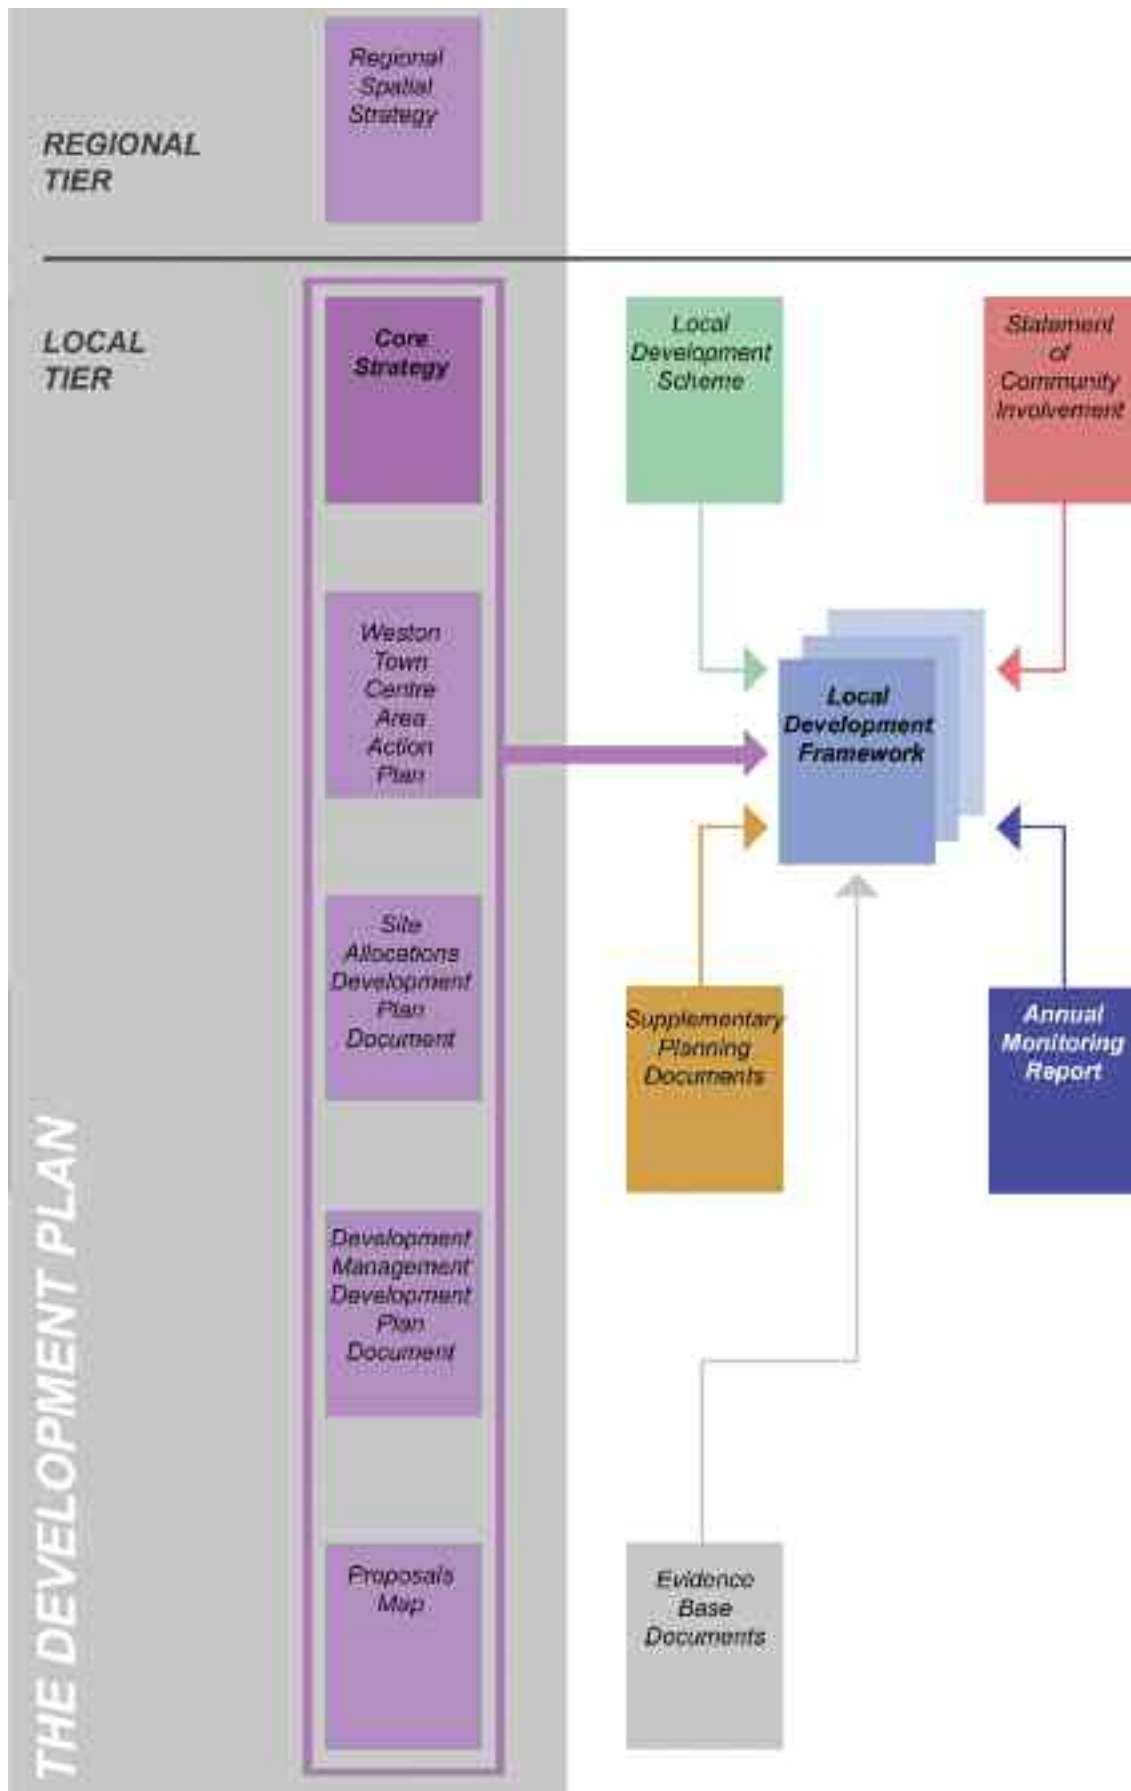 REGIONAL
TIER
Regional
Spatial
Strategy
LOCAL
TIER
Core
Strategy
Local
Development
Scheme
Statement
of
Community
Involvement
Weston
Town
Centre
Area
Action
Plan
Local
Development
Framework
Site
Allocations
Development
Plan
Document
Supplementary
Planning
Documents
Annual
Monitoring
Report
Development
Management
Development
Plan
Document
Proposals
Map
Evidence
Base
Documents
THE DEVELOPMENT PLAN